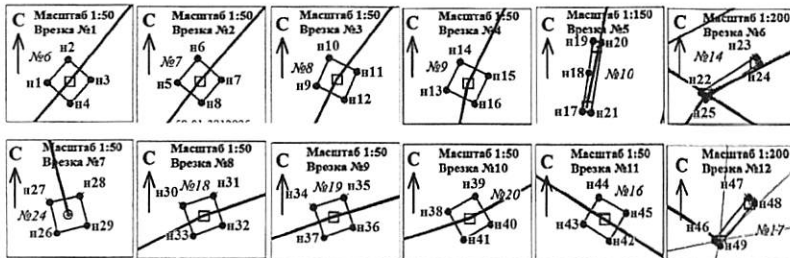 С Масштаб 1:50
Врезка №1
№6
н2
н1
н3
н4
С Масштаб 1:50
Врезка №2
№7
н6
н5
н7
н8
С Масштаб 1:50
Врезка №3
№8
н10
н11
н9
н12
С Масштаб 1:50
Врезка №4
№9
н14
н15
н13
н16
С Масштаб 1:150
Врезка №5
н19
н20
н18
№10
н17
н21
С Масштаб 1:200
Врезка №6
№14
н23
н22
н24
н25
С Масштаб 1:50
Врезка №7
н27
н28
№24
н26
н29
С Масштаб 1:50
Врезка №8
№18
н31
н30
н32
н33
С Масштаб 1:50
Врезка №9
№19
н35
н34
н36
н37
С Масштаб 1:50
Врезка №10
н39
№20
н38
н40
н41
С Масштаб 1:50
Врезка №11
н44
№16
н45
н43
н42
С Масштаб 1:200
Врезка №12
н47
н48
н46
№17
н49